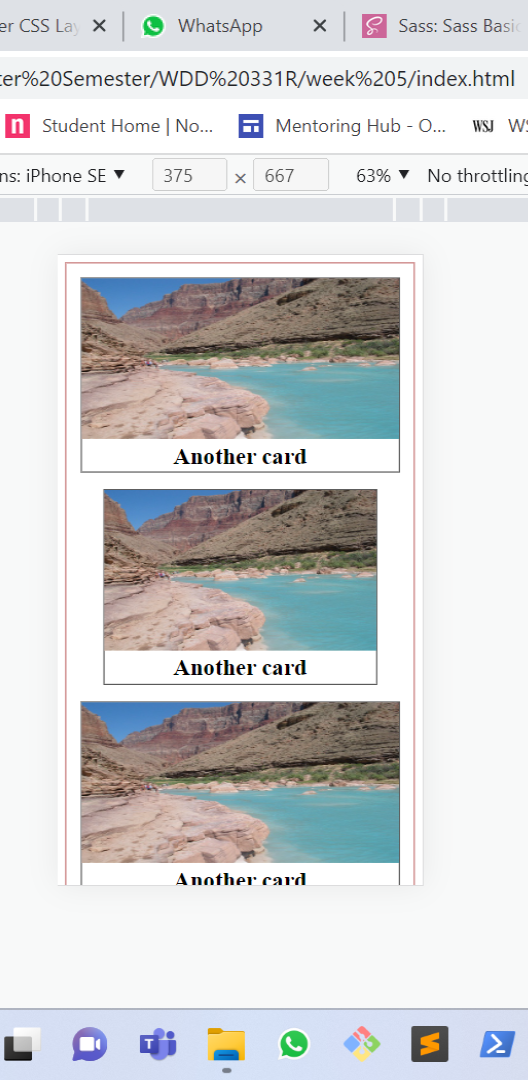 er CSS Lay WhatsApp Sass: Sass Basic
ter%20Semester/WDD%20331R/week%205/index.html
n Student Home | No... Mentoring Hub - O... WSJ WS
ns: iPhone SE ▼ 375 × 667 63% ▼ No throttling
Another card
Another card
Another card
T